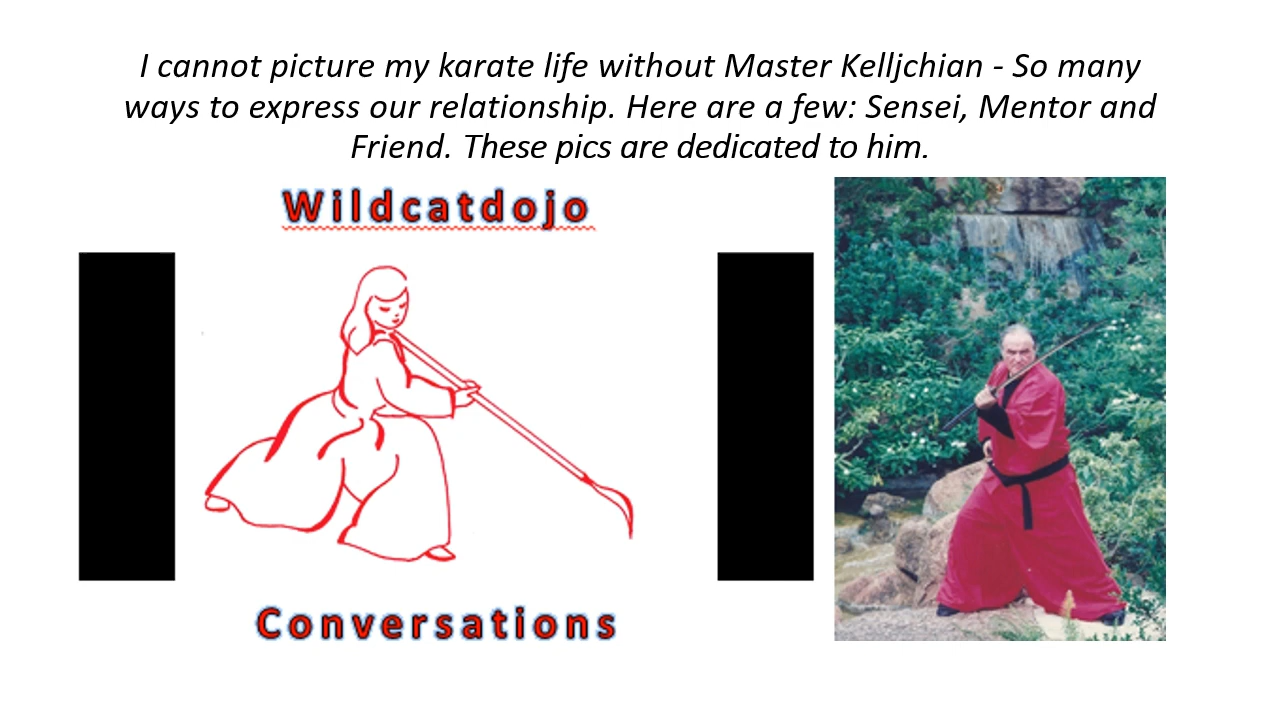 I cannot picture my karate life without Master Kelljchian - So many
ways to express our relationship. Here are a few: Sensei, Mentor and
Friend. These pics are dedicated to him.
Wildcatdojo
Conversations